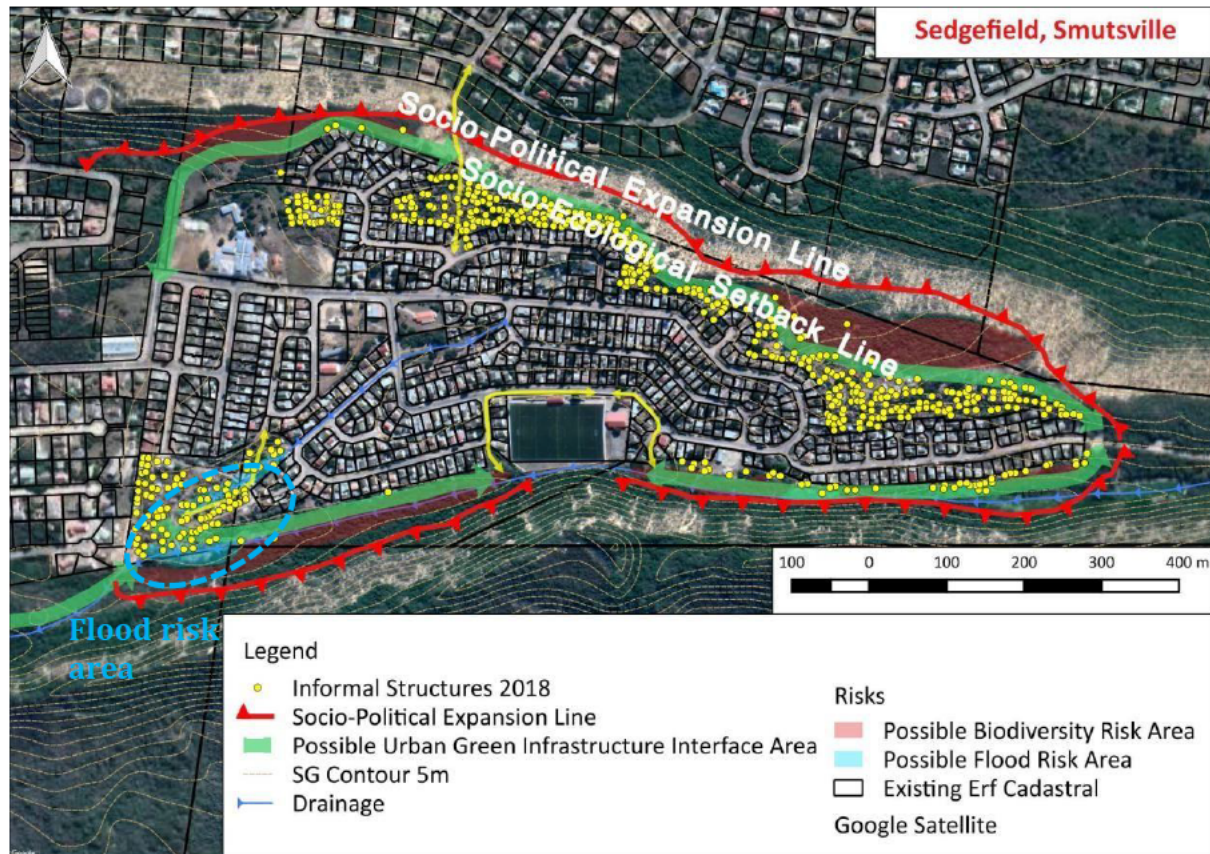 Sedgefield, Smutsville
Socio-Political Expansion Line
Socio-Ecological Setback Line
Flood risk
area
100 0 100 200 300 400 m
Legend
Informal Structures 2018
Socio-Political Expansion Line
Possible Urban Green Infrastructure Interface Area
SG Contour 5m
Drainage
Risks
Possible Biodiversity Risk Area
Possible Flood Risk Area
Existing Erf Cadastral
Google Satellite
Google